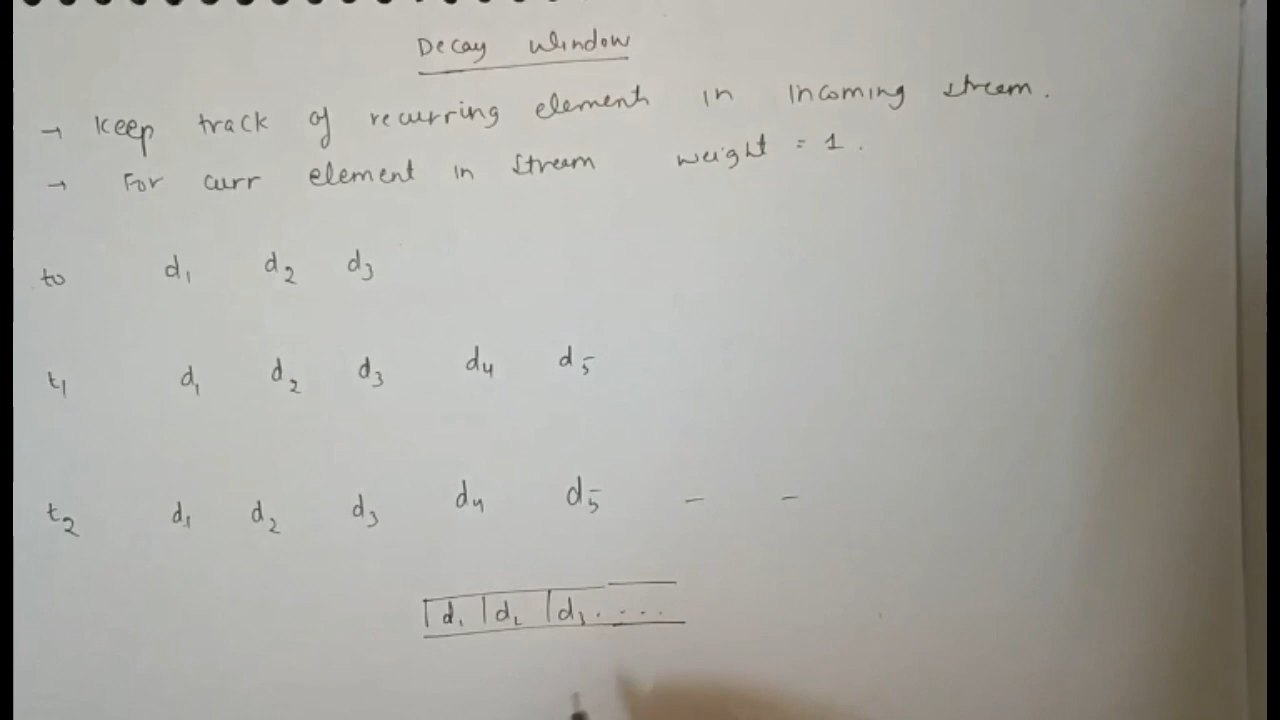 Decay Window
→ Keep track of recurring element in incoming stream.
→ For curr element in stream weight = 1.
t0 d1 d2 d3
t1 d1 d2 d3 d4 d5
t2 d1 d2 d3 d4 d5 – –
|d1|d2|d3....